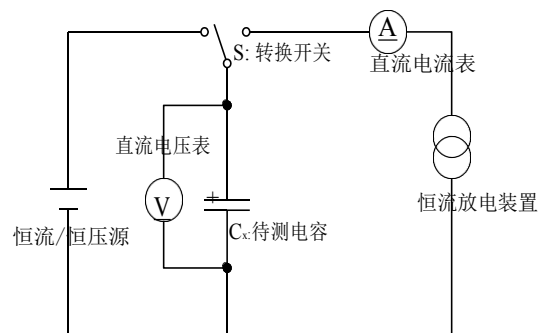 A
S: 转换开关
直流电流表
直流电压表
V
+
恒流放电装置
Cx:待测电容
恒流/恒压源